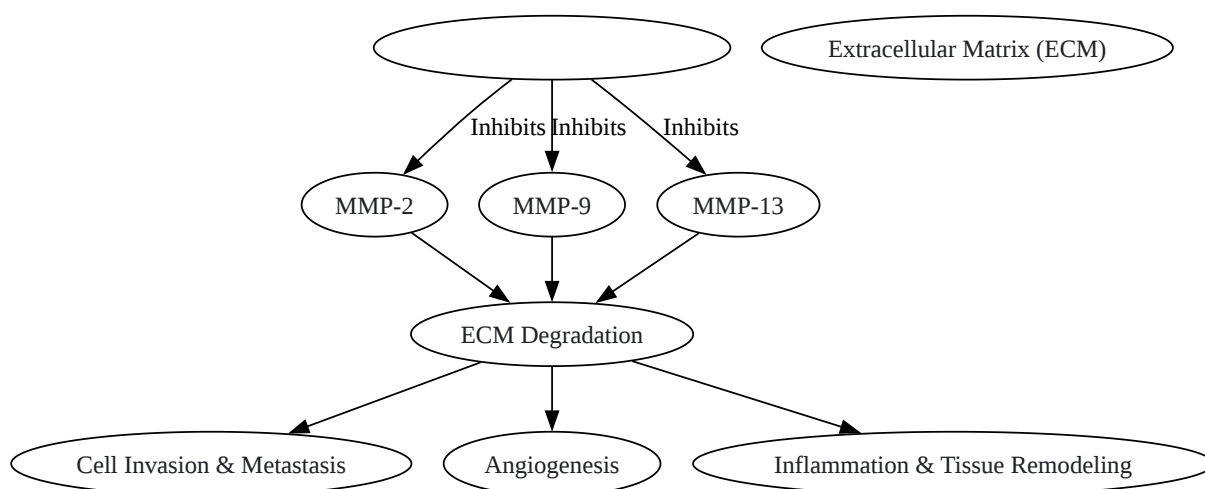 Extracellular Matrix (ECM)
Inhibits Inhibits Inhibits
MMP-2 MMP-9 MMP-13
ECM Degradation
Cell Invasion & Metastasis Angiogenesis Inflammation & Tissue Remodeling